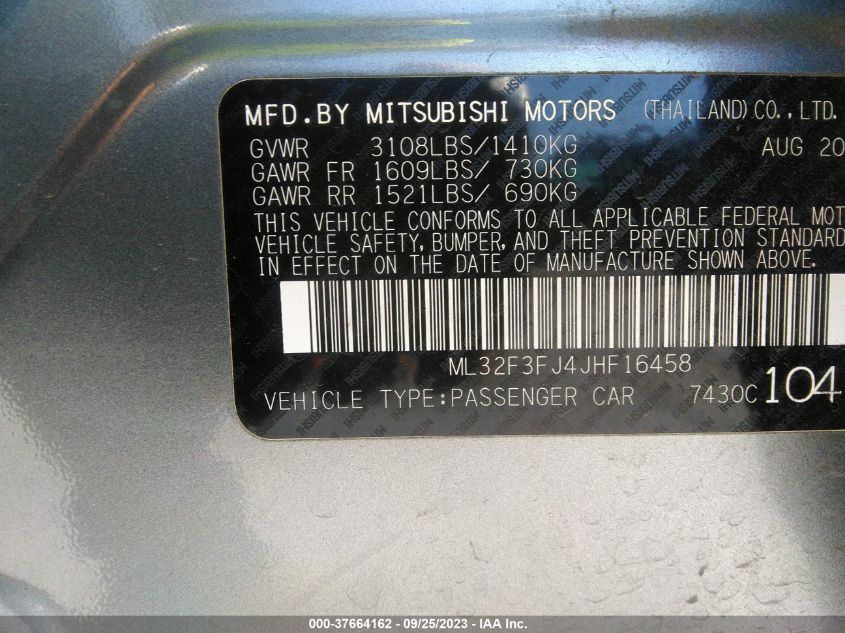 MFD.BY MITSUBISHI MOTORS (THAILAND)CO.,LTD.
GVWR 3108LBS/1410KG AUG 20
GAWR FR 1609LBS/ 730KG
GAWR RR 1521LBS/ 690KG
THIS VEHICLE CONFORMS TO ALL APPLICABLE FEDERAL MOT
VEHICLE SAFETY, BUMPER, AND THEFT PREVENTION STANDARD
IN EFFECT ON THE DATE OF MANUFACTURE SHOWN ABOVE.
ML32F3FJ4JHF16458
VEHICLE TYPE:PASSENGER CAR 7430C 104
000-37664162 - 09/25/2023 - IAA Inc.